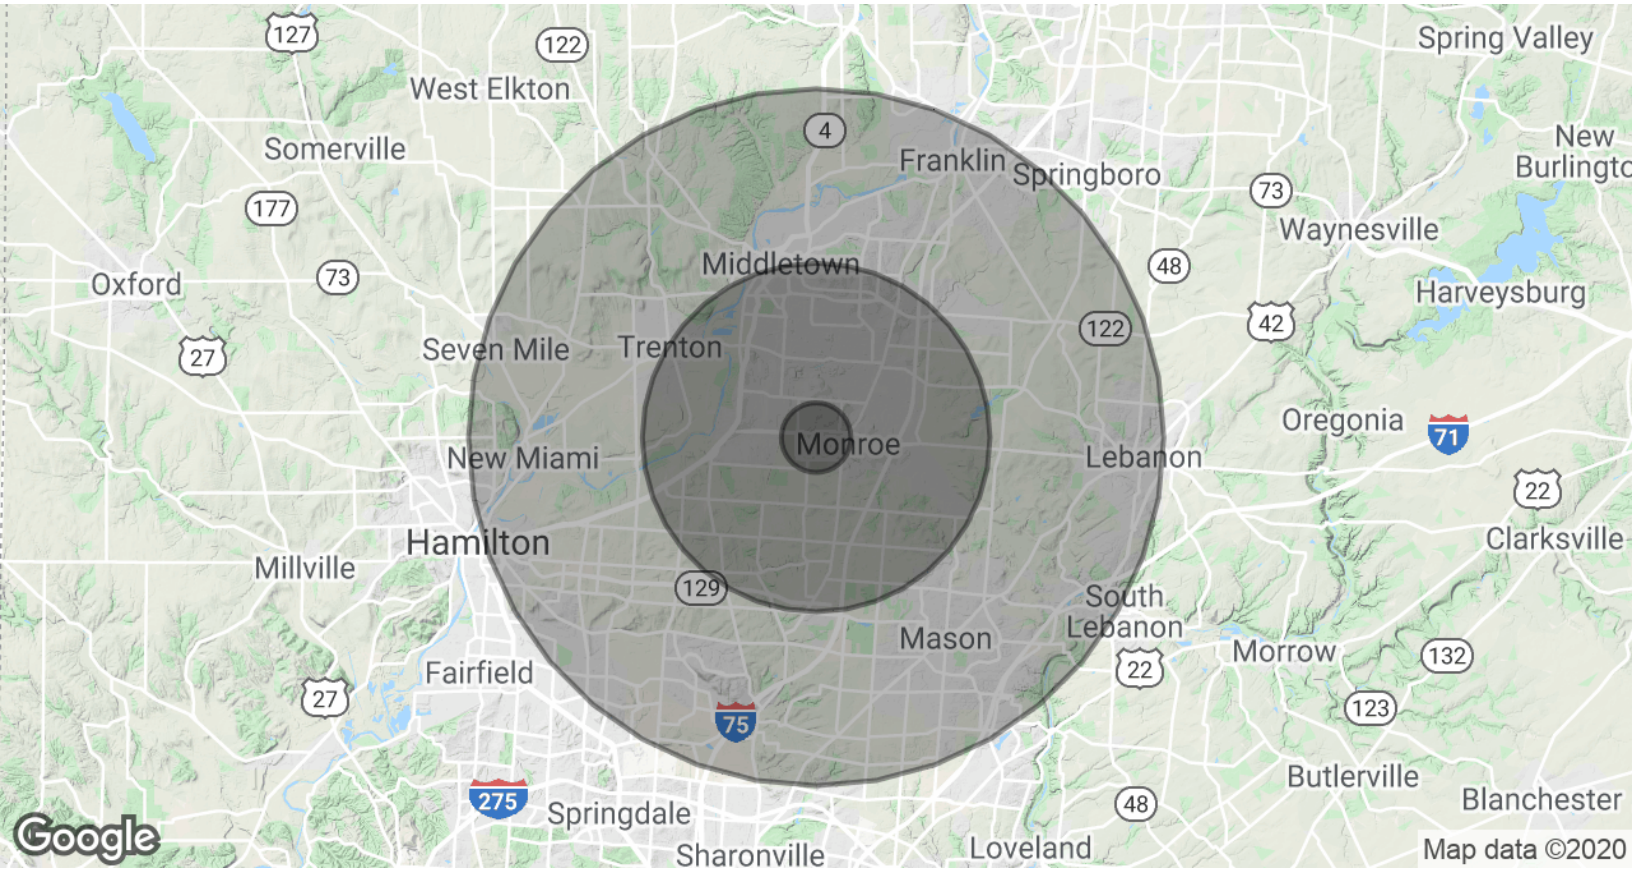 127
122
Spring Valley
West Elkton
4
New
Burlingto
Somerville
Franklin
Springboro
73
177
Waynesville
Middletown
48
73
Oxford
Harveysburg
42
122
27
Seven Mile
Trenton
Oregonia
71
Monroe
New Miami
Lebanon
22
Hamilton
Clarksville
Millville
129
South
Lebanon
Mason
Morrow
132
22
Fairfield
27
123
75
Butlerville
275
Springdale
48
Blanchester
Google
Sharonville
Loveland
Map data ©2020